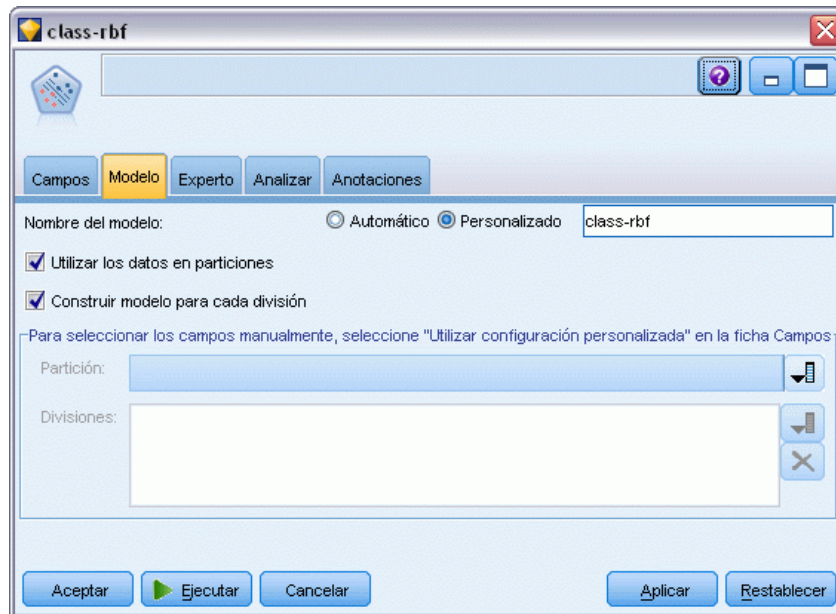 class-rbf
Campos Modelo Experto Analizar Anotaciones
Nombre del modelo: Automático Personalizado class-rbf
Utilizar los datos en particiones
Construir modelo para cada división
Para seleccionar los campos manualmente, seleccione "Utilizar configuración personalizada" en la ficha Campos
Partición:
Divisiones:
Aceptar Ejecutar Cancelar Aplicar Restablecer